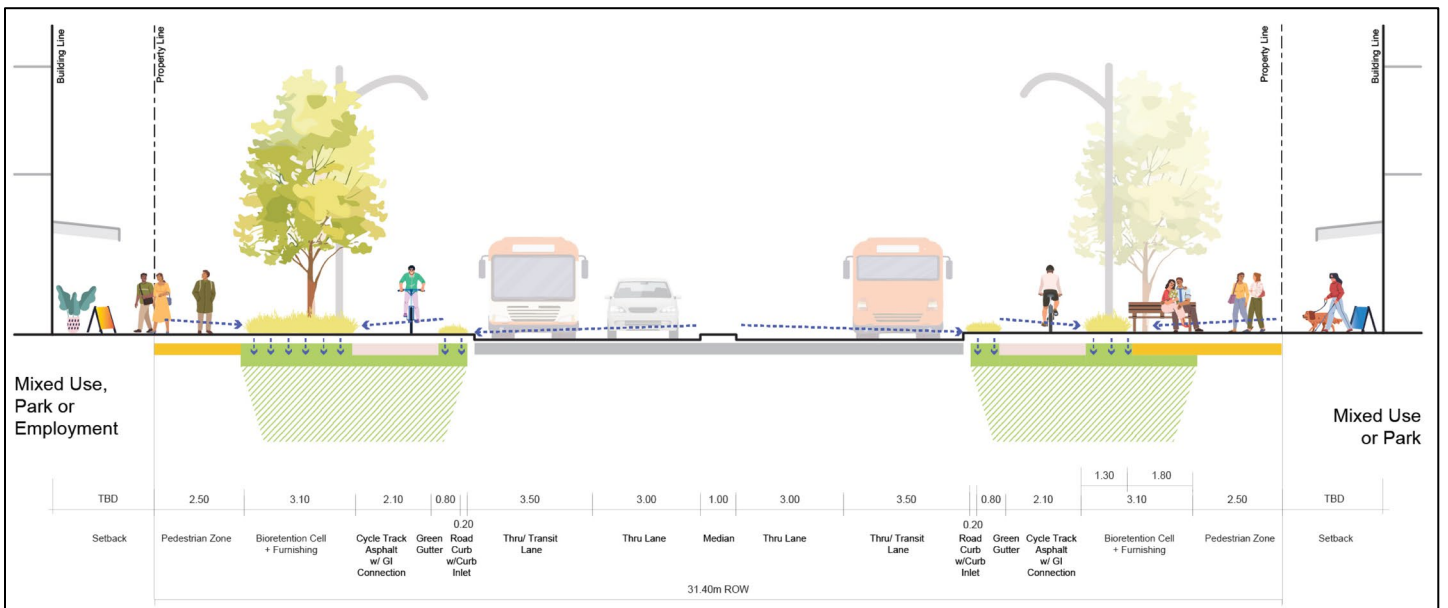 Building Line
Property Line
Property Line
Building Line
Mixed Use,
Park or
Employment
Mixed Use
or Park
1.30
1.80
TBD
2.50
3.10
2.10
0.80
3.50
3.00
1.00
3.00
3.50
0.80
2.10
3.10
2.50
TBD
0.20
0.20
Setback
Pedestrian Zone
Bioretention Cell
+ Furnishing
Cycle Track
Asphalt
w/ GI
Connection
Green
Gutter
Road
Curb
w/Curb
Inlet
Thru/ Transit
Lane
Thru Lane
Median
Thru Lane
Thru/ Transit
Lane
Road
Curb
w/Curb
Inlet
Green
Gutter
Cycle Track
Asphalt
w/ GI
Connection
Bioretention Cell
+ Furnishing
Pedestrian Zone
Setback
31.40m ROW